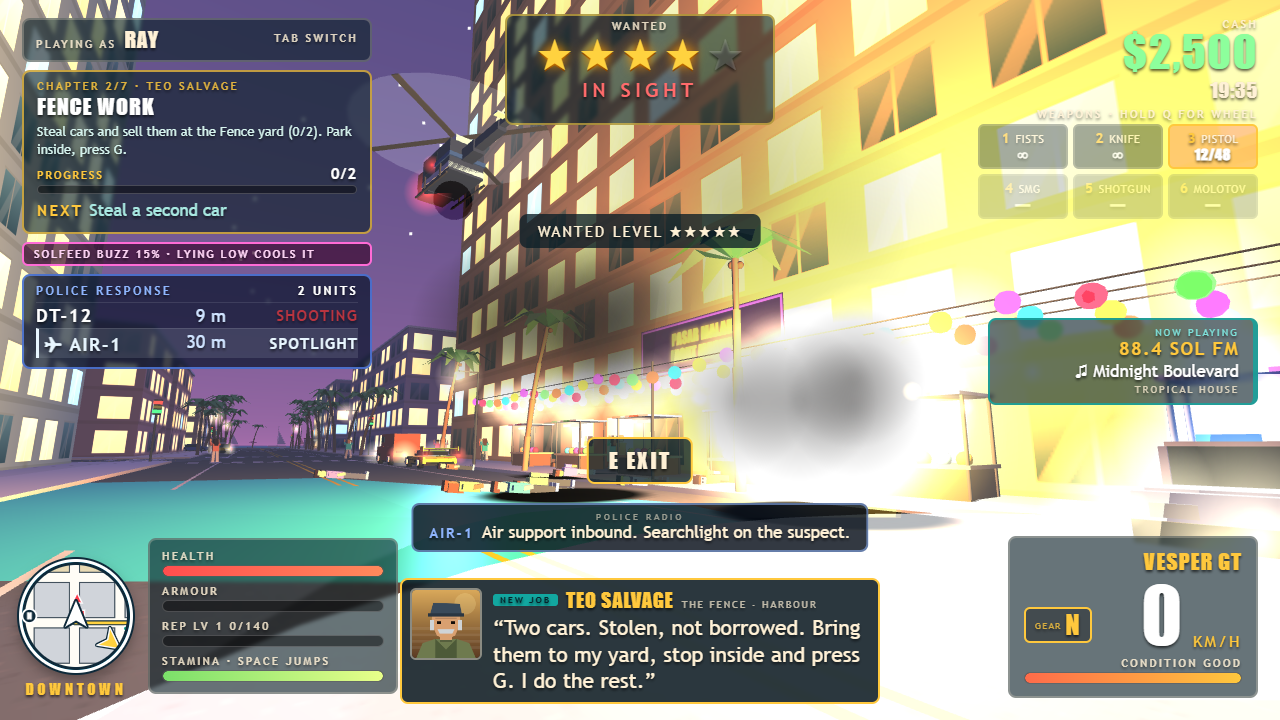 PLAYING AS RAY TAB SWITCH
CHAPTER 2/7 · TEO SALVAGE
FENCE WORK
Steal cars and sell them at the Fence yard (0/2). Park
inside, press G.
PROGRESS 0/2
NEXT Steal a second car
SOLFEED BUZZ 15% · LYING LOW COOLS IT
POLICE RESPONSE 2 UNITS
DT-12 9 m SHOOTING
AIR-1 30 m SPOTLIGHT
WANTED
IN SIGHT
WANTED LEVEL ★★★★★
CASH
$2,500
19:35
WEAPONS · HOLD Q FOR WHEEL
1 FISTS ∞
2 KNIFE ∞
3 PISTOL 12/48
4 SMG —
5 SHOTGUN —
6 MOLOTOV —
NOW PLAYING
88.4 SOL FM
♫ Midnight Boulevard
TROPICAL HOUSE
E EXIT
POLICE RADIO
AIR-1 Air support inbound. Searchlight on the suspect.
NEW JOB TEO SALVAGE THE FENCE · HARBOUR
“Two cars. Stolen, not borrowed. Bring
them to my yard, stop inside and press
G. I do the rest.”
HEALTH
ARMOUR
REP LV 1 0/140
STAMINA · SPACE JUMPS
DOWNTOWN
VESPER GT
GEAR N
0 KM/H
CONDITION GOOD